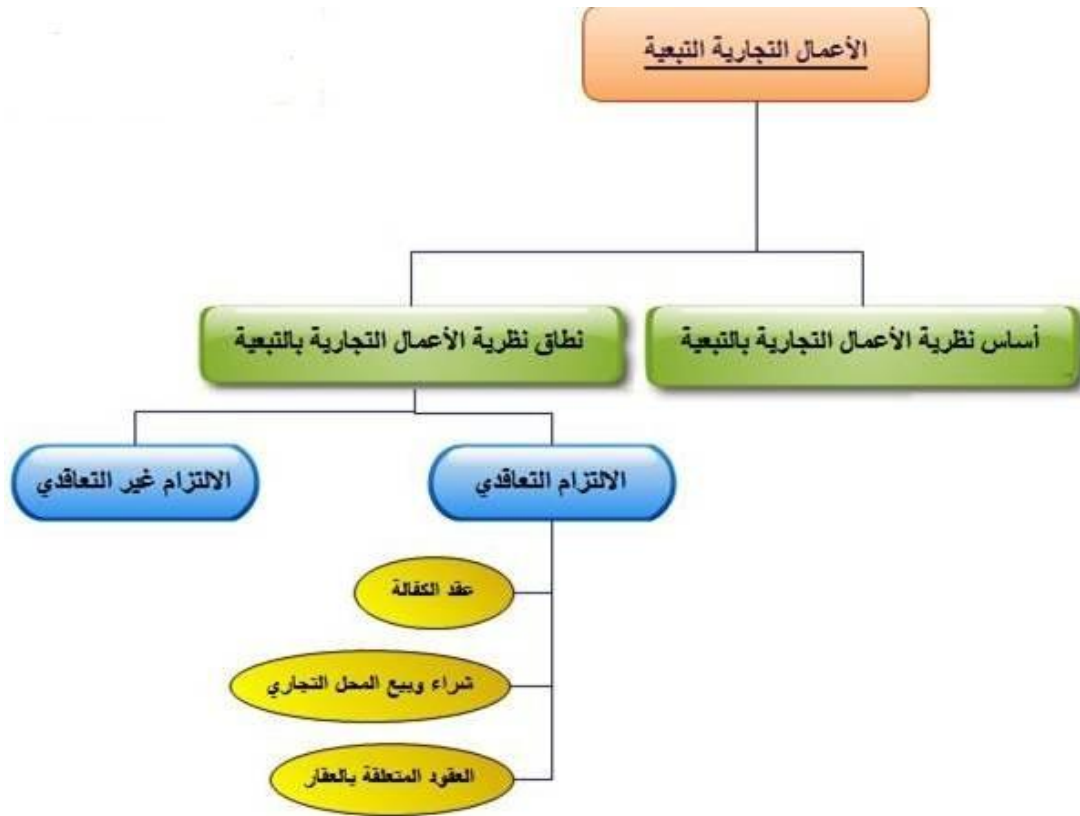 الأعمال التجارية التبعية
أساس نظرية الأعمال التجارية بالتبعية
نطاق نظرية الأعمال التجارية بالتبعية
الالتزام التعاقدي
الالتزام غير التعاقدي
عقد الكفالة
شراء وبيع المحل التجاري
العقود المتعلقة بالعقار